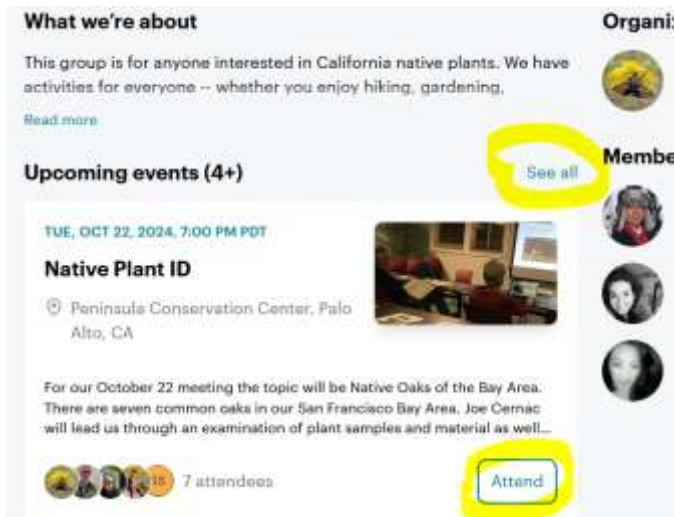 What we're about
This group is for anyone interested in California native plants. We have
activities for everyone -- whether you enjoy hiking, gardening,
Read more
Upcoming events (4+)
See all
TUE, OCT 22, 2024, 7:00 PM PDT
Native Plant ID
Peninsula Conservation Center, Palo
Alto, CA
For our October 22 meeting the topic will be Native Oaks of the Bay Area.
There are seven common oaks in our San Francisco Bay Area. Joe Cernac
will lead us through an examination of plant samples and material as well...
7 attendees
Attend
Organi
Membe